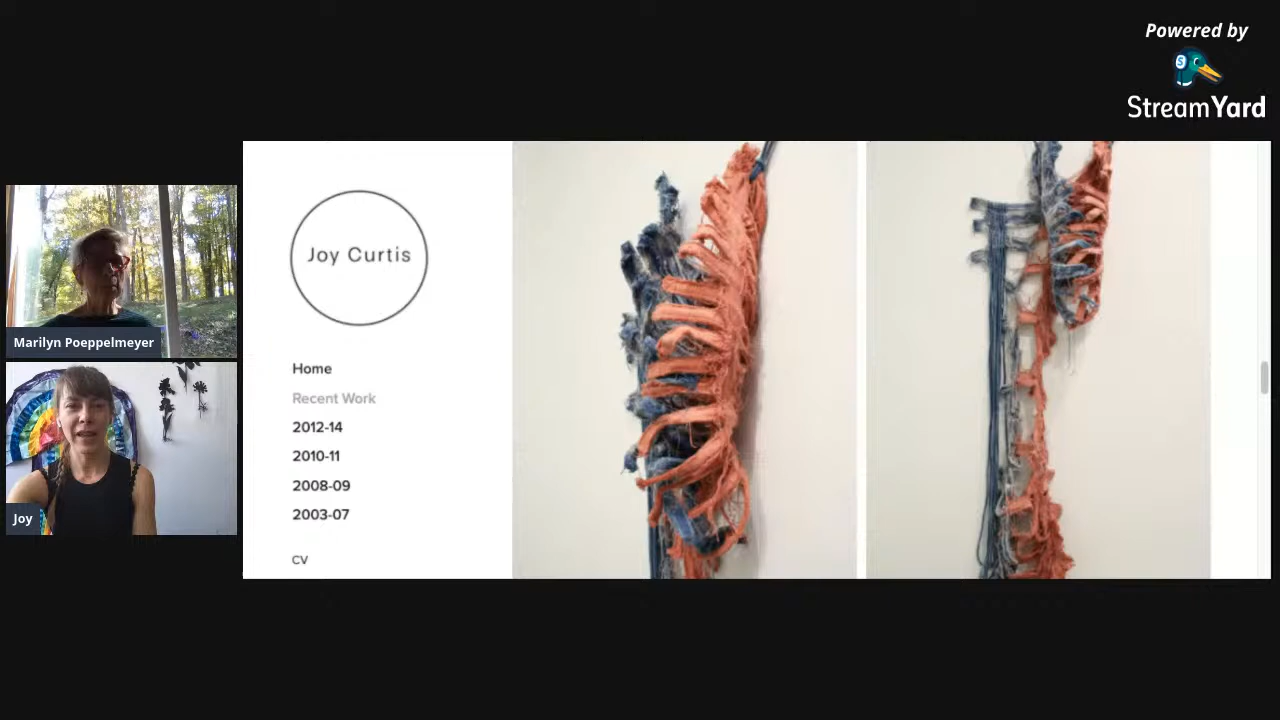 Powered by
StreamYard
Marilyn Poeppelmeyer
Joy
Joy Curtis
Home
Recent Work
2012-14
2010-11
2008-09
2003-07
CV